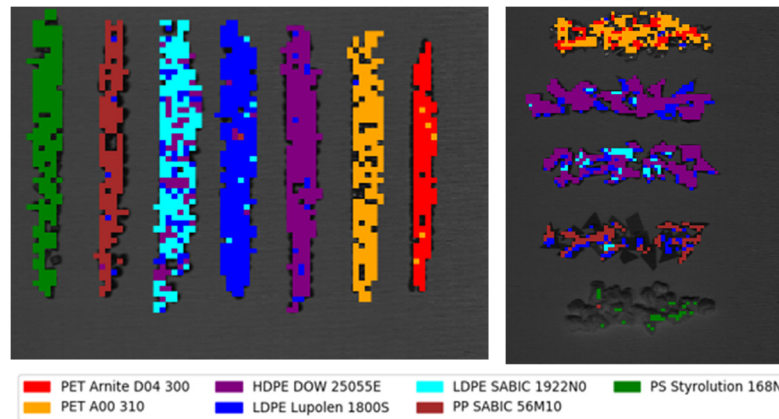 PET Arnite D04 300 HDPE DOW 25055E LDPE SABIC 1922N0 PS Styrolution 168N
PET A00 310 LDPE Lupolen 1800S PP SABIC 56M10